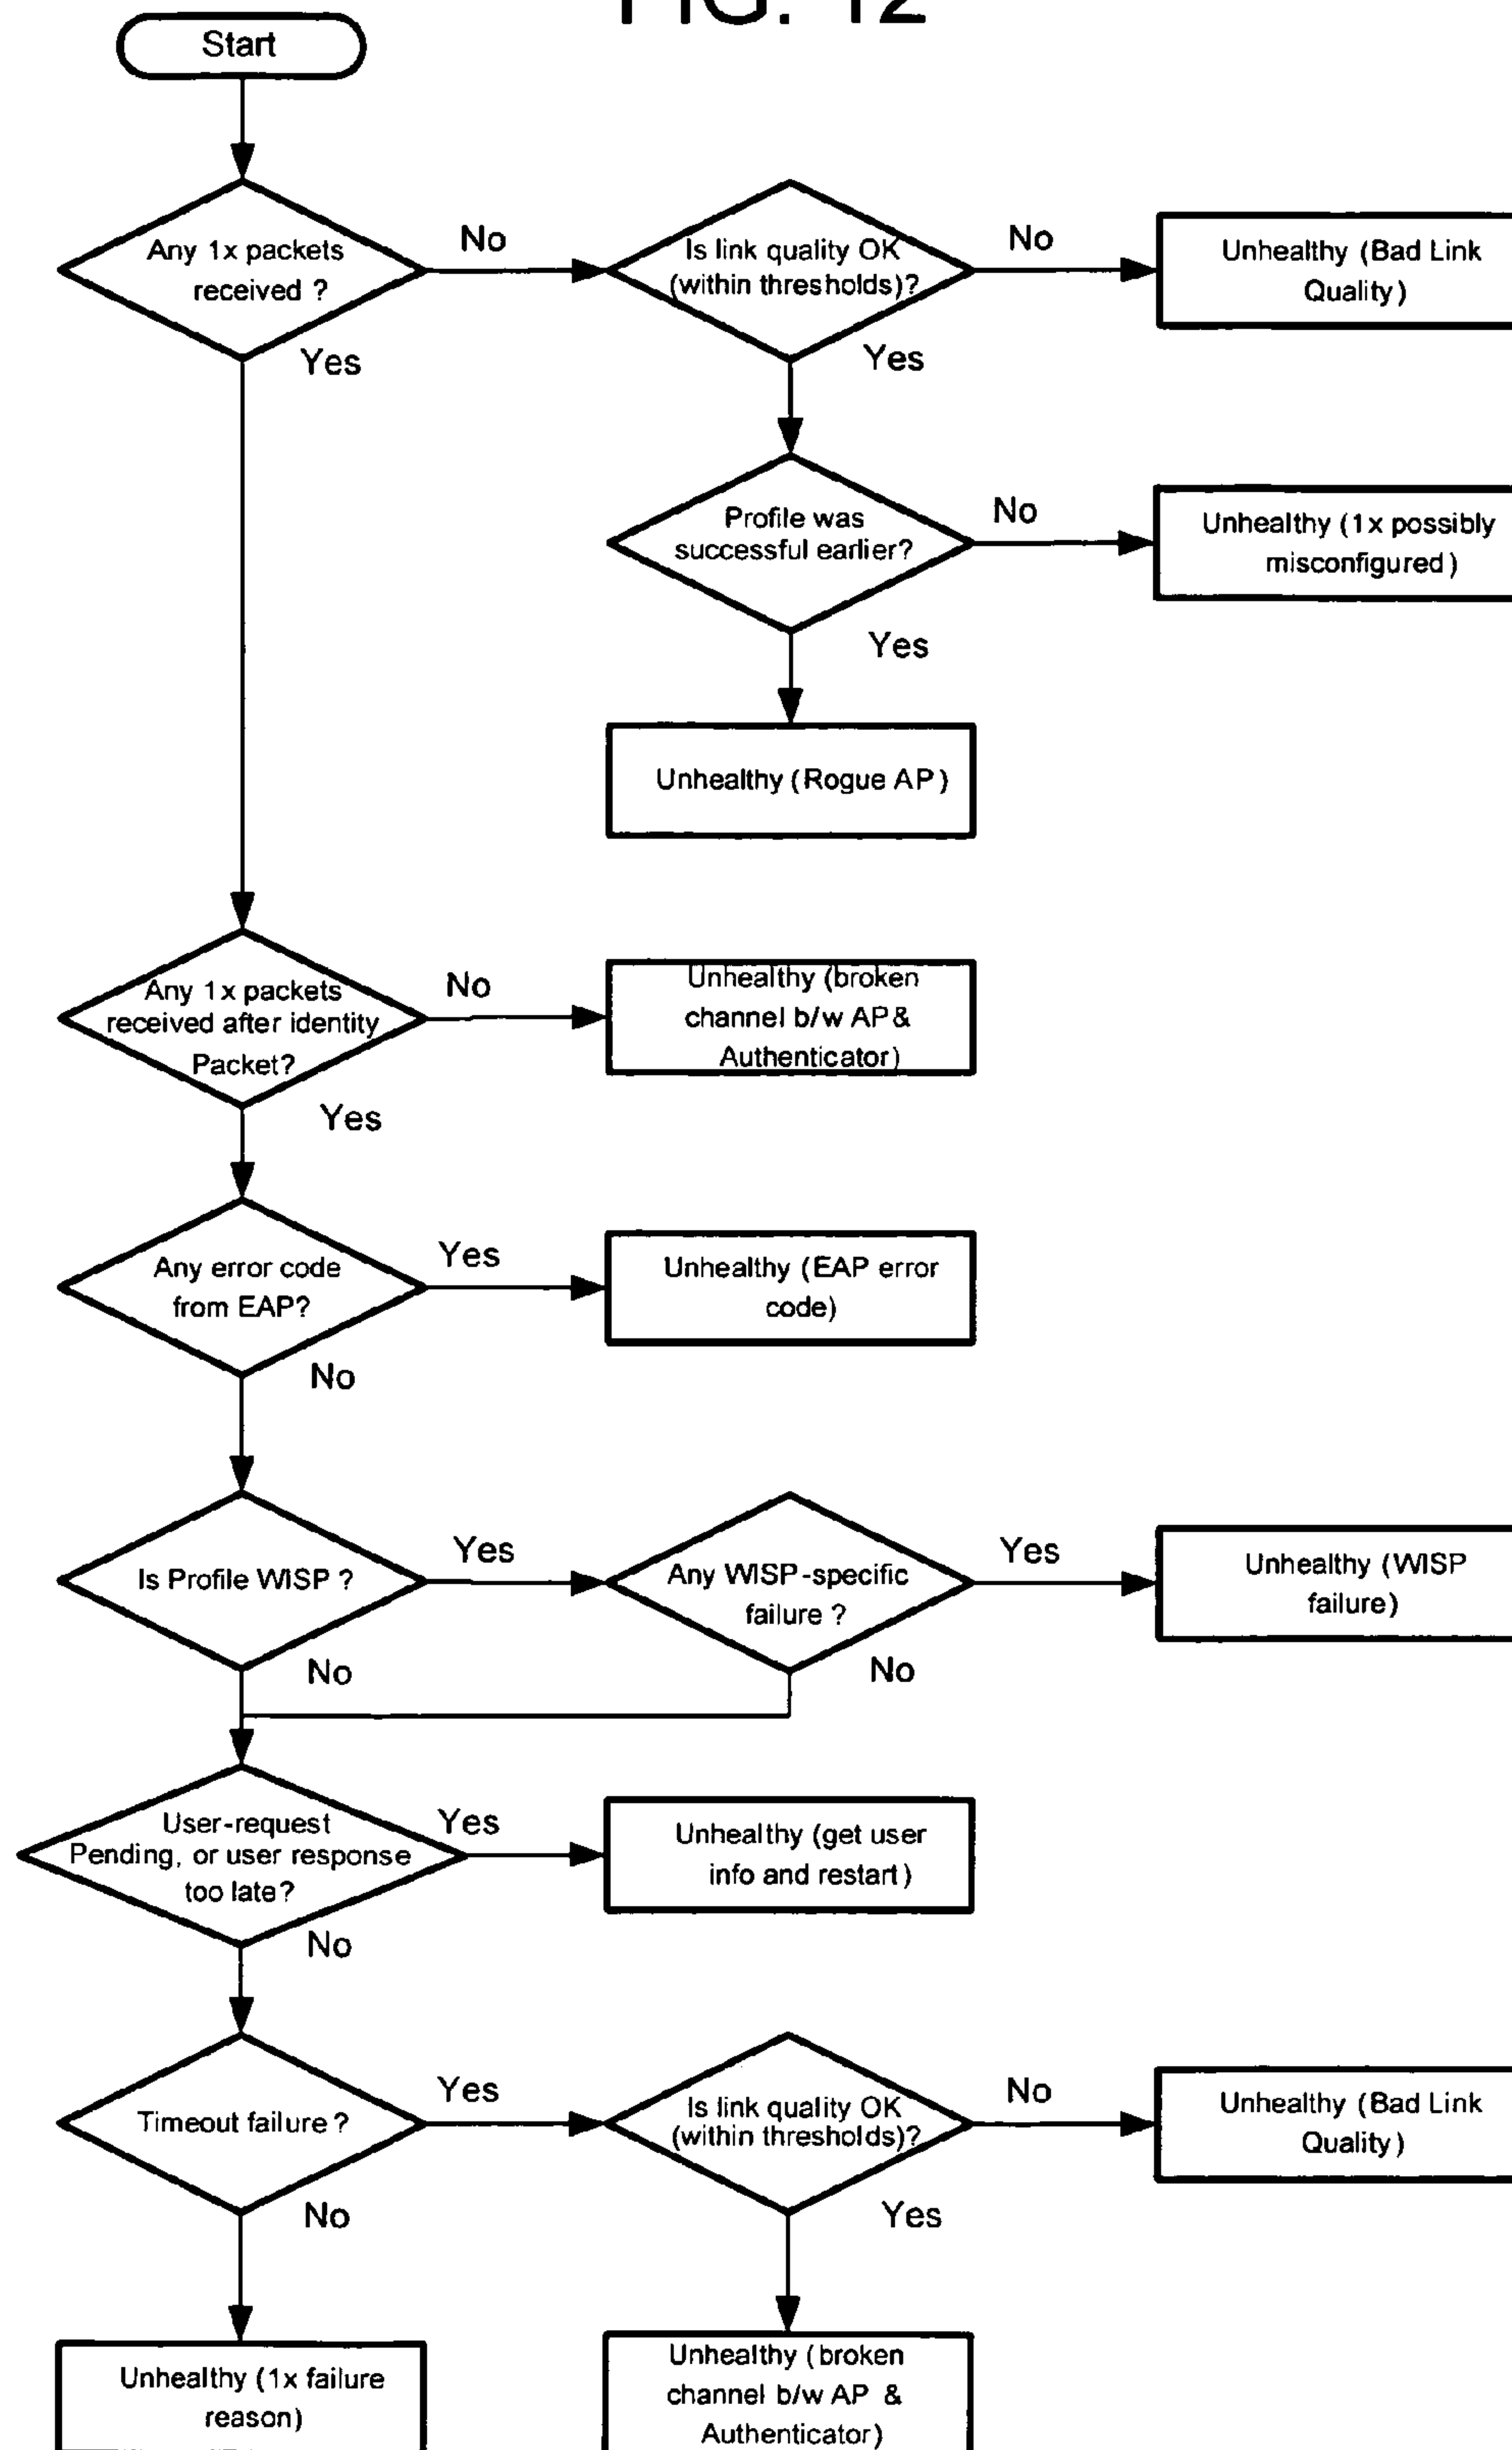 FIG. 12
Start
Any 1x packets
received ?
No
Is link quality OK
(within thresholds)?
No
Unhealthy (Bad Link
Quality)
Yes
Yes
Profile was
successful earlier?
No
Unhealthy (1x possibly
misconfigured)
Yes
Unhealthy (Rogue AP)
Any 1x packets
received after identity
Packet?
No
Unhealthy (broken
channel b/w AP&
Authenticator)
Yes
Any error code
from EAP?
Yes
Unhealthy (EAP error
code)
No
Is Profile WISP ?
Yes
Any WISP-specific
failure ?
Yes
Unhealthy (WISP
failure)
No
No
User-request
Pending, or user response
too late?
Yes
Unhealthy (get user
info and restart)
No
Timeout failure ?
Yes
Is link quality OK
(within thresholds)?
No
Unhealthy (Bad Link
Quality)
No
Yes
Unhealthy (1x failure
reason)
Unhealthy (broken
channel b/w AP &
Authenticator)